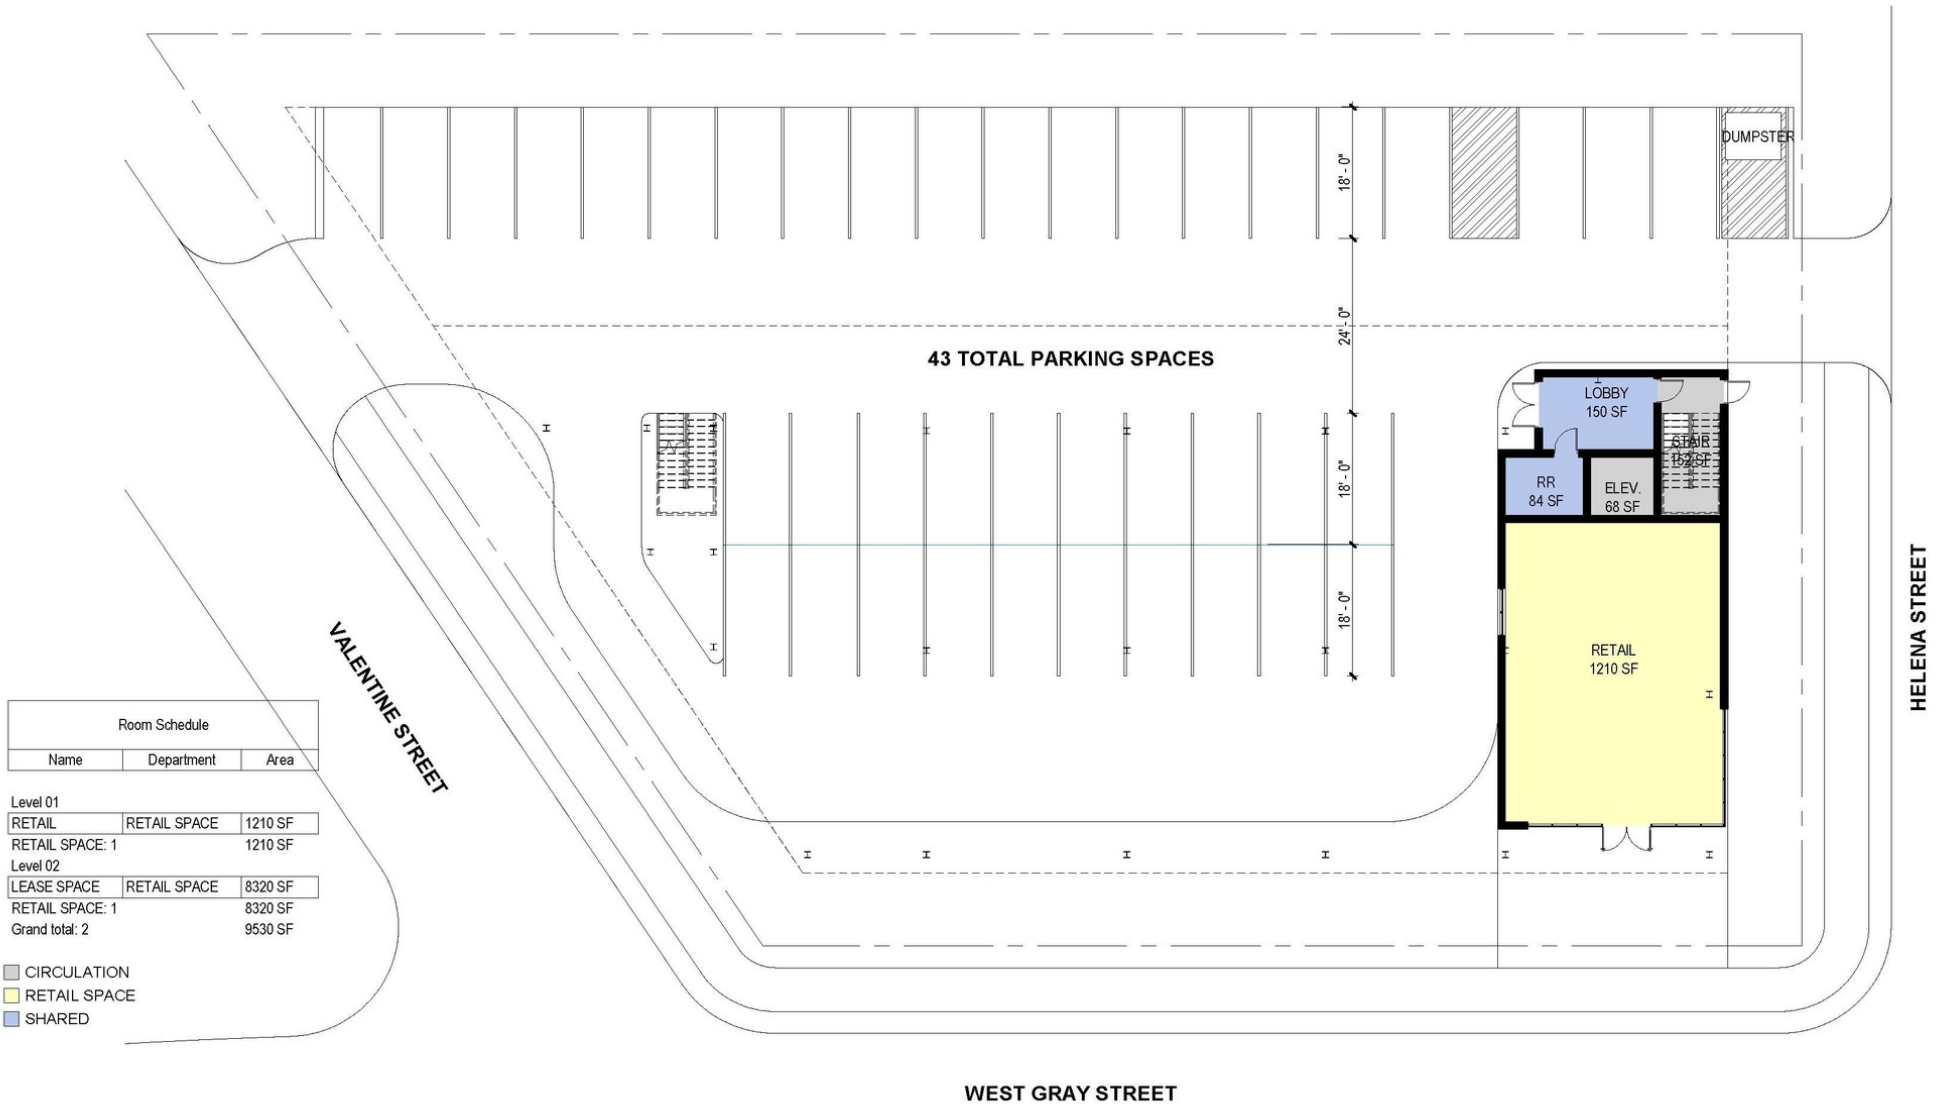 DUMPSTER
18' - 0"
24' - 0"
43 TOTAL PARKING SPACES
LOBBY
150 SF
STAIR
152 SF
RR
84 SF
ELEV.
68 SF
18' - 0"
18' - 0"
RETAIL
1210 SF
HELENA STREET
VALENTINE STREET
Room Schedule
Name Department Area
Level 01
RETAIL RETAIL SPACE 1210 SF
RETAIL SPACE: 1 1210 SF
Level 02
LEASE SPACE RETAIL SPACE 8320 SF
RETAIL SPACE: 1 8320 SF
Grand total: 2 9530 SF
CIRCULATION
RETAIL SPACE
SHARED
WEST GRAY STREET